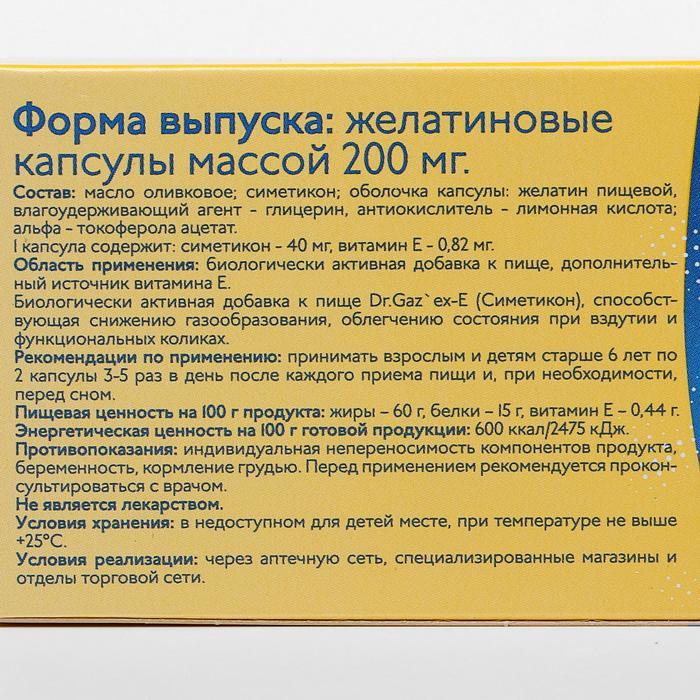 Форма выпуска: желатиновые
капсулы массой 200 мг.
Состав: масло оливковое; симетикон; оболочка капсулы: желатин пищевой,
влагоудерживающий агент - глицерин, антиокислитель - лимонная кислота;
альфа - токоферола ацетат.
1 капсула содержит: симетикон - 40 мг, витамин Е - 0,82 мг.
Область применения: биологически активная добавка к пище, дополнитель-
ный источник витамина Е.
Биологически активная добавка к пище Dr.Gaz`ex-E (Симетикон), способст-
вующая снижению газообразования, облегчению состояния при вздутии и
функциональных коликах.
Рекомендации по применению: принимать взрослым и детям старше 6 лет по
2 капсулы 3-5 раз в день после каждого приема пищи и, при необходимости,
перед сном.
Пищевая ценность на 100 г продукта: жиры – 60 г, белки – 15 г, витамин Е – 0,44 г.
Энергетическая ценность на 100 г готовой продукции: 600 ккал/2475 кДж.
Противопоказания: индивидуальная непереносимость компонентов продукта,
беременность, кормление грудью. Перед применением рекомендуется прокон-
сультироваться с врачом.
Не является лекарством.
Условия хранения: в недоступном для детей месте, при температуре не выше
+25°С.
Условия реализации: через аптечную сеть, специализированные магазины и
отделы торговой сети.